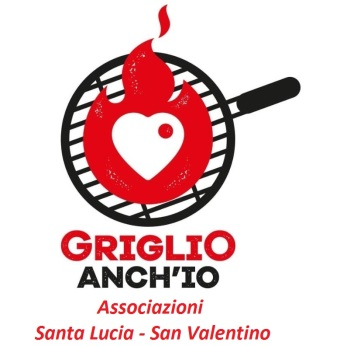 GRIGLIO
ANCH'IO
Associazioni
Santa Lucia - San Valentino